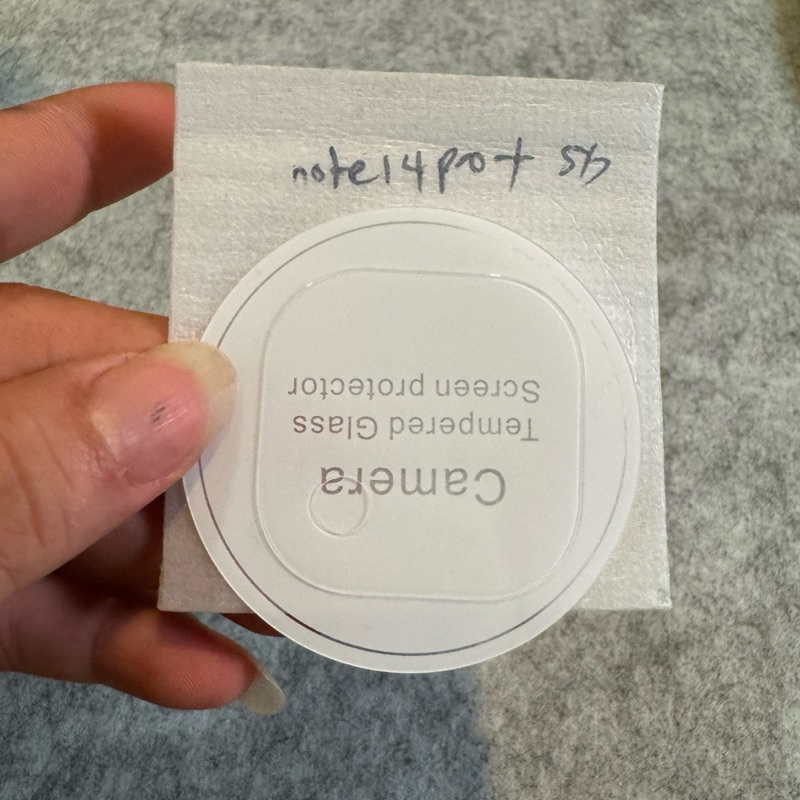 note14pro+ 5G
Camera
Tempered Glass
Screen protector